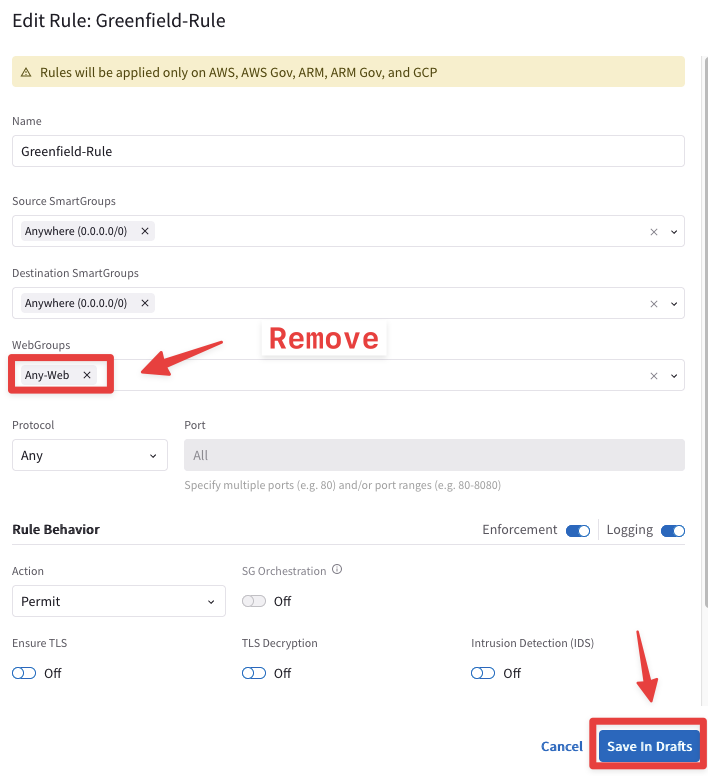 Edit Rule: Greenfield-Rule
Rules will be applied only on AWS, AWS Gov, ARM, ARM Gov, and GCP
Name
Greenfield-Rule
Source SmartGroups
Anywhere (0.0.0.0/0)
Destination SmartGroups
Anywhere (0.0.0.0/0)
WebGroups
Remove
Any-Web
Protocol Port
Any All
Specify multiple ports (e.g. 80) and/or port ranges (e.g. 80-8080)
Rule Behavior Enforcement Logging
Action SG Orchestration
Permit Off
Ensure TLS TLS Decryption Intrusion Detection (IDS)
Off Off Off
Cancel Save In Drafts